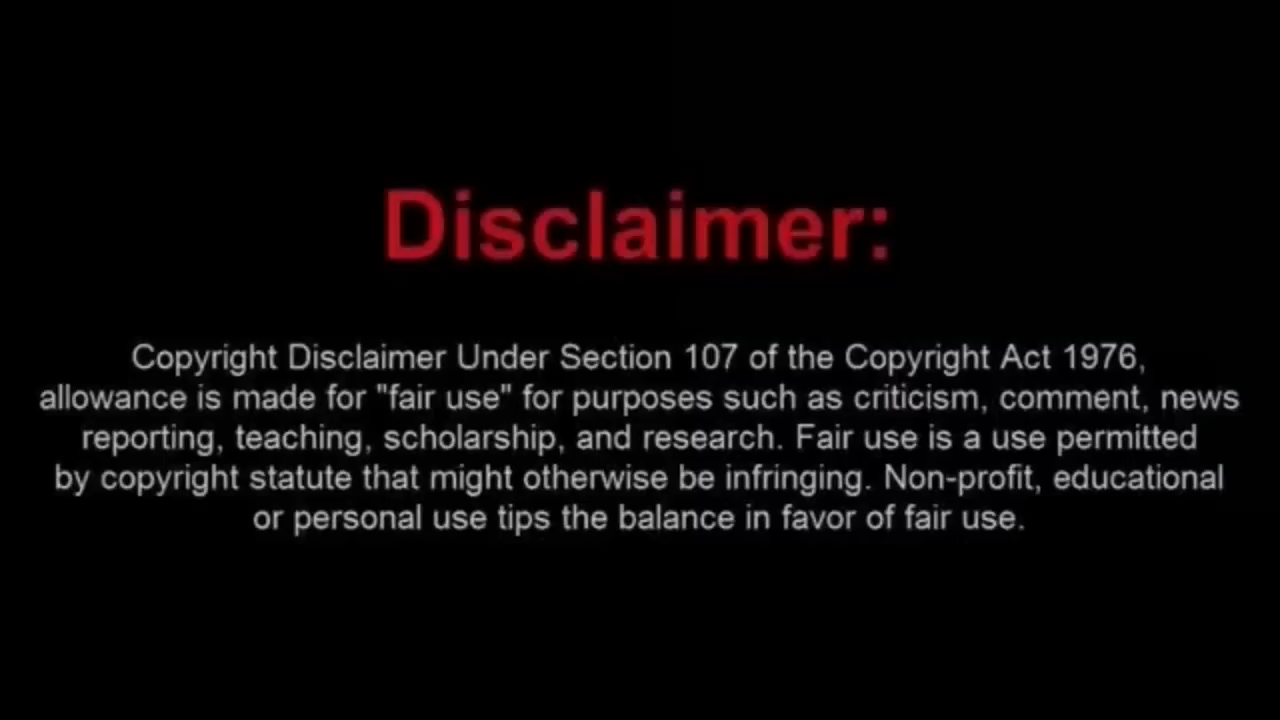 Disclaimer:
Copyright Disclaimer Under Section 107 of the Copyright Act 1976,
allowance is made for "fair use" for purposes such as criticism, comment, news
reporting, teaching, scholarship, and research. Fair use is a use permitted
by copyright statute that might otherwise be infringing. Non-profit, educational
or personal use tips the balance in favor of fair use.